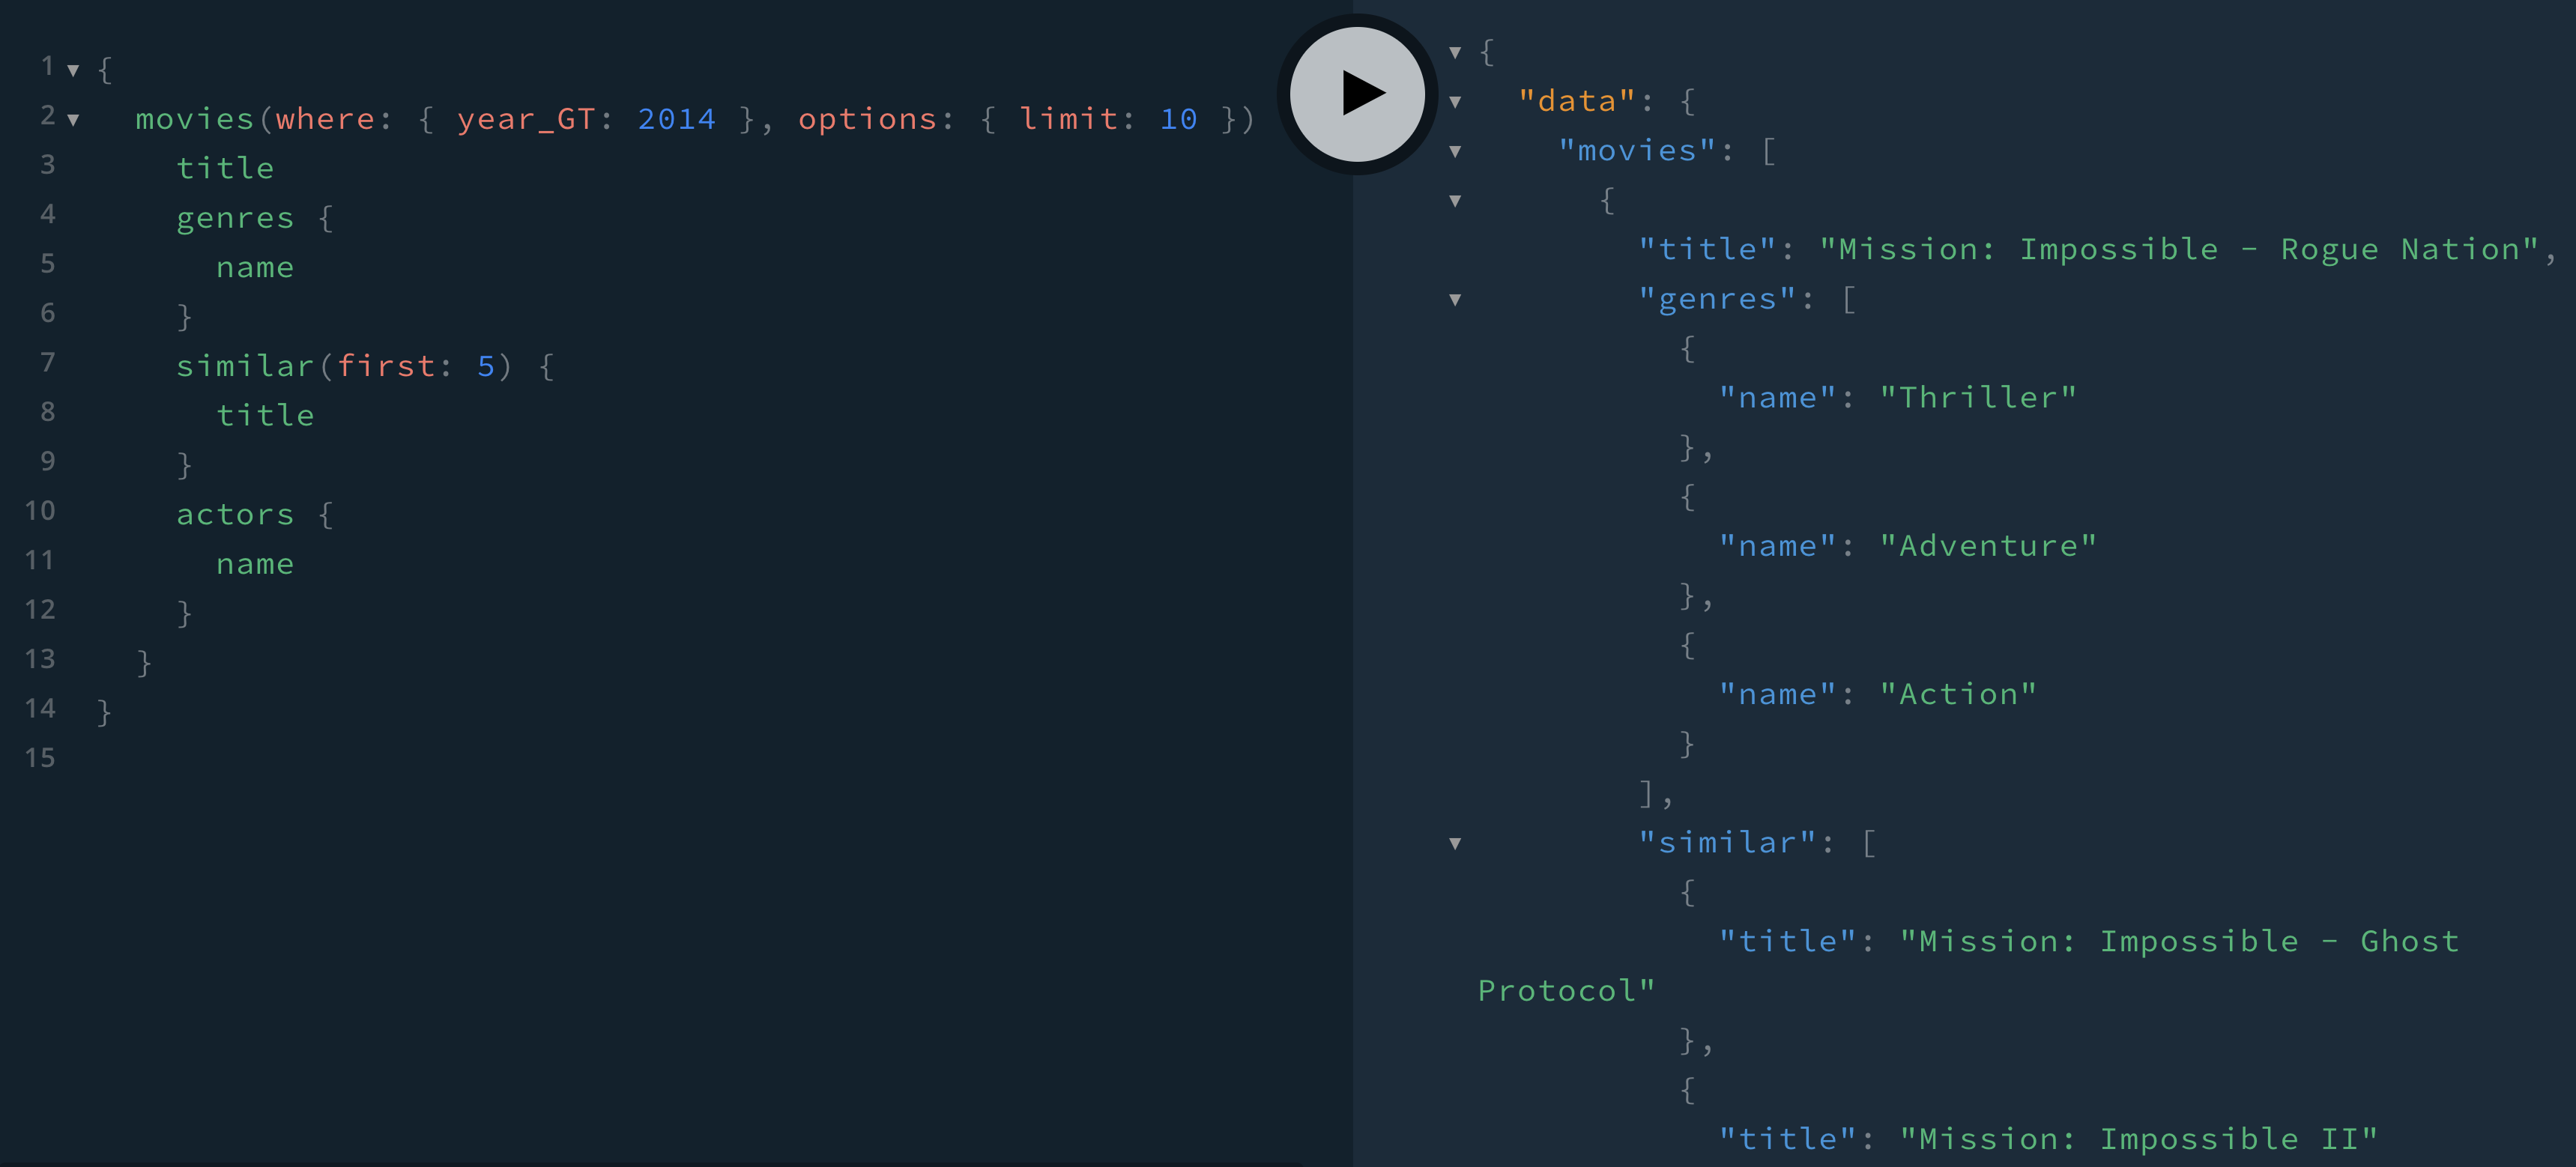 1 {
2 movies(where: { year_GT: 2014 }, options: { limit: 10 })
3 title
4 genres {
5 name
6 }
7 similar(first: 5) {
8 title
9 }
10 actors {
11 name
12 }
13 }
14 }
15
{
"data": {
"movies": [
{
"title": "Mission: Impossible - Rogue Nation",
"genres": [
{
"name": "Thriller"
},
{
"name": "Adventure"
},
{
"name": "Action"
}
],
"similar": [
{
"title": "Mission: Impossible - Ghost
Protocol"
},
{
"title": "Mission: Impossible II"